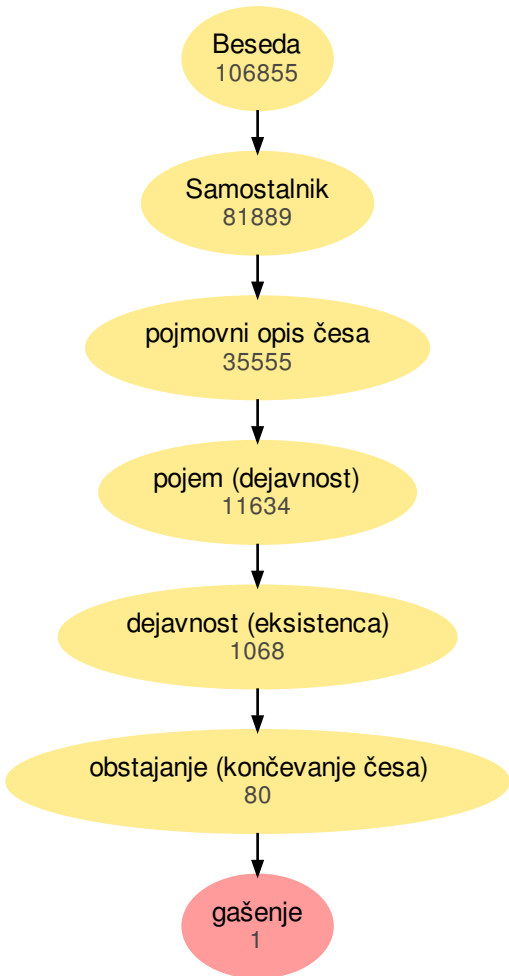 Beseda
106855
Samostalnik
81889
pojmovni opis česa
35555
pojem (dejavnost)
11634
dejavnost (eksistenca)
1068
obstajanje (končevanje česa)
80
gašenje
1